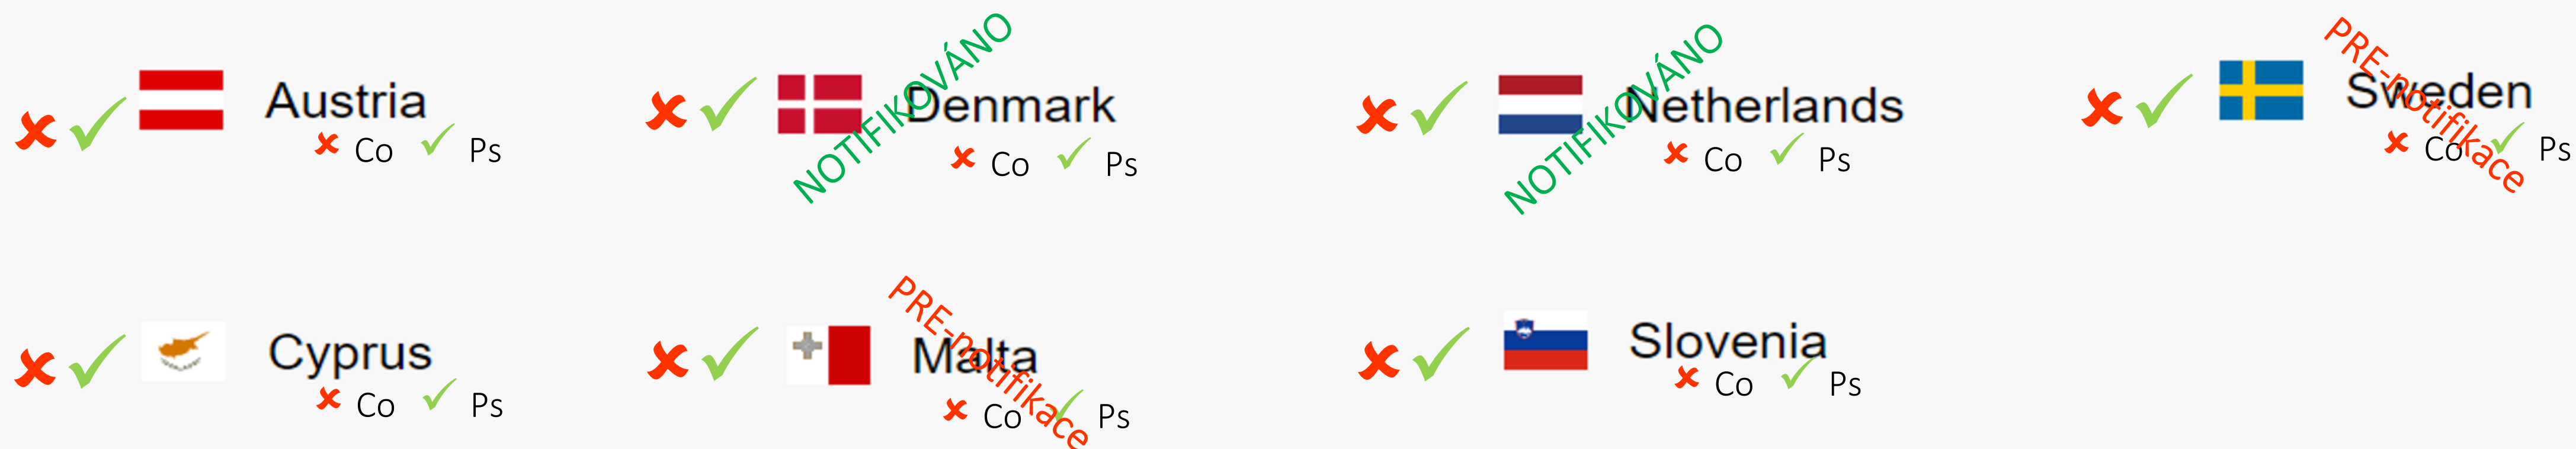 Austria
✘ Co ✓ Ps
Denmark
NOTIFIKOVÁNO
✘ Co ✓ Ps
Netherlands
NOTIFIKOVÁNO
✘ Co ✓ Ps
Sweden
PRE-notifikace
✘ Co ✓ Ps
Cyprus
✘ Co ✓ Ps
Malta
PRE-notifikace
✘ Co ✓ Ps
Slovenia
✘ Co ✓ Ps